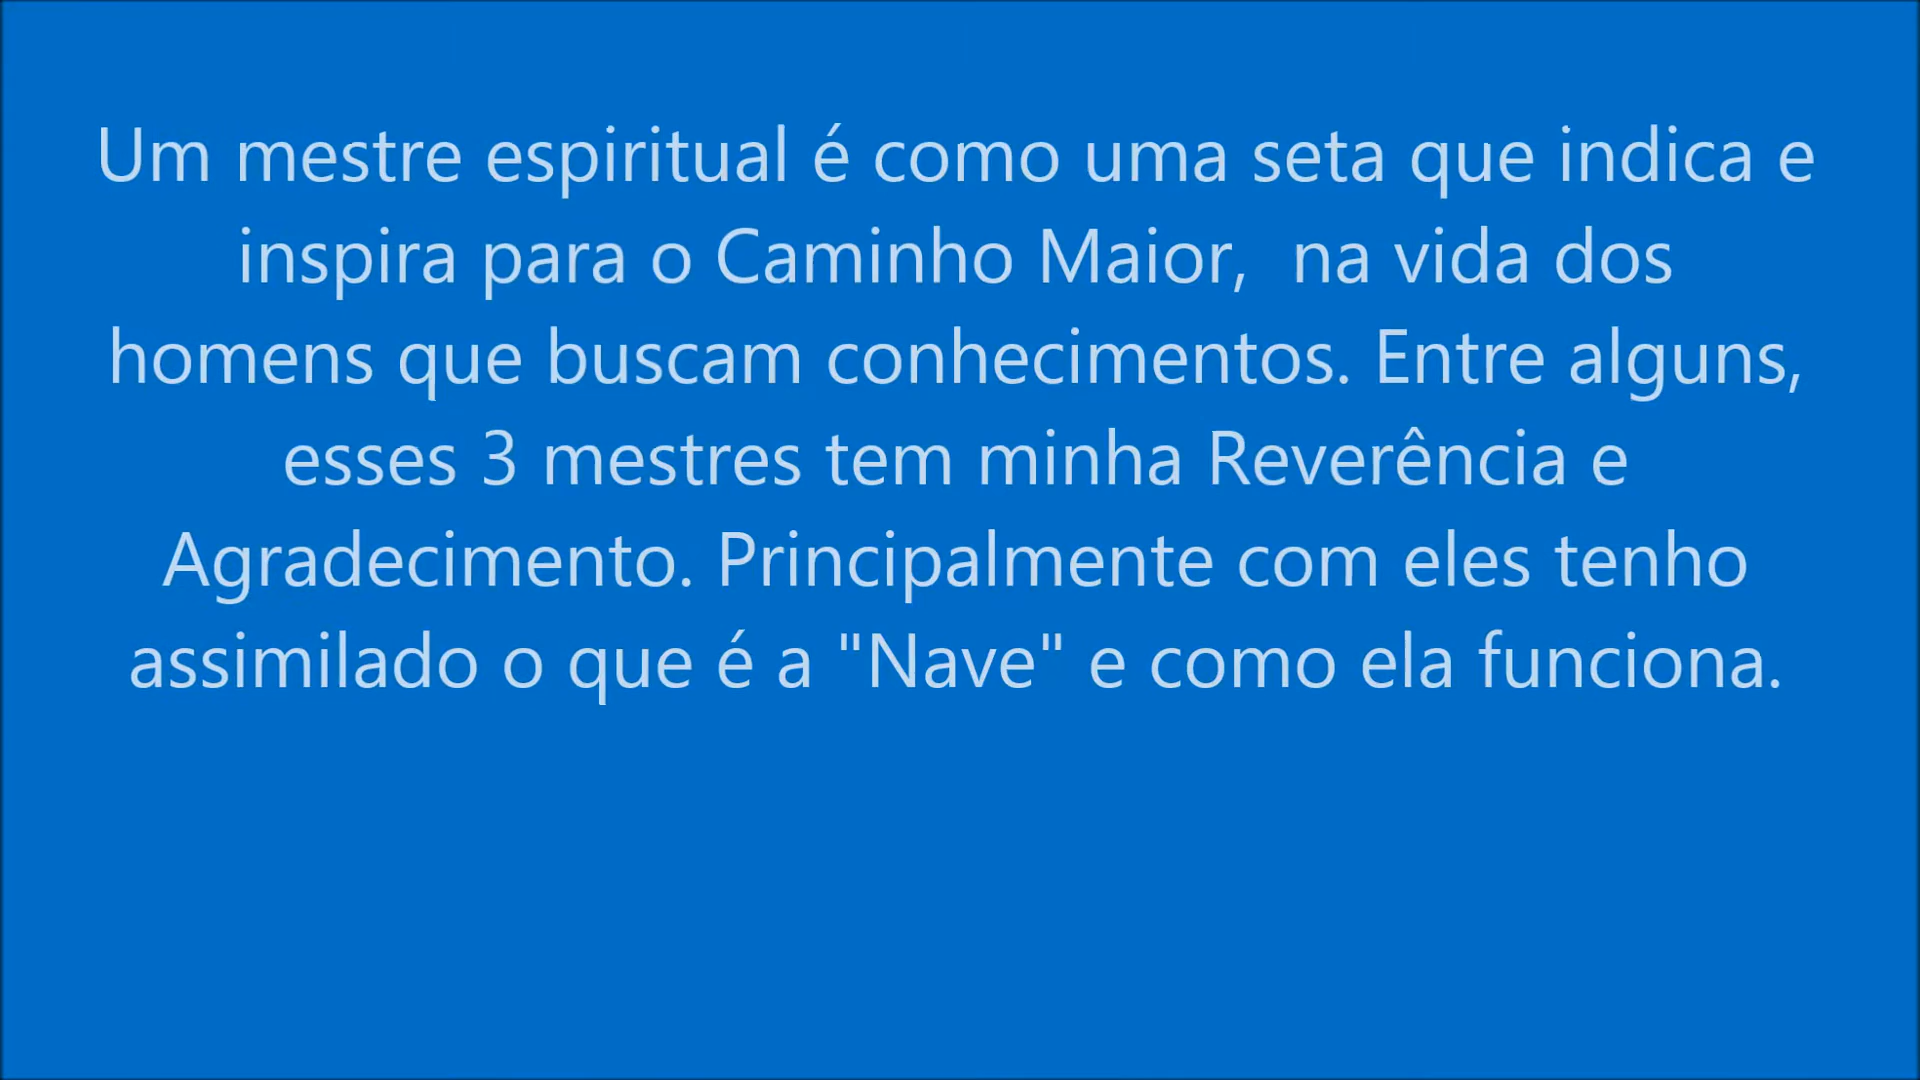 Um mestre espiritual é como uma seta que indica e
inspira para o Caminho Maior,  na vida dos
homens que buscam conhecimentos. Entre alguns,
esses 3 mestres tem minha Reverência e
Agradecimento. Principalmente com eles tenho
assimilado o que é a "Nave" e como ela funciona.